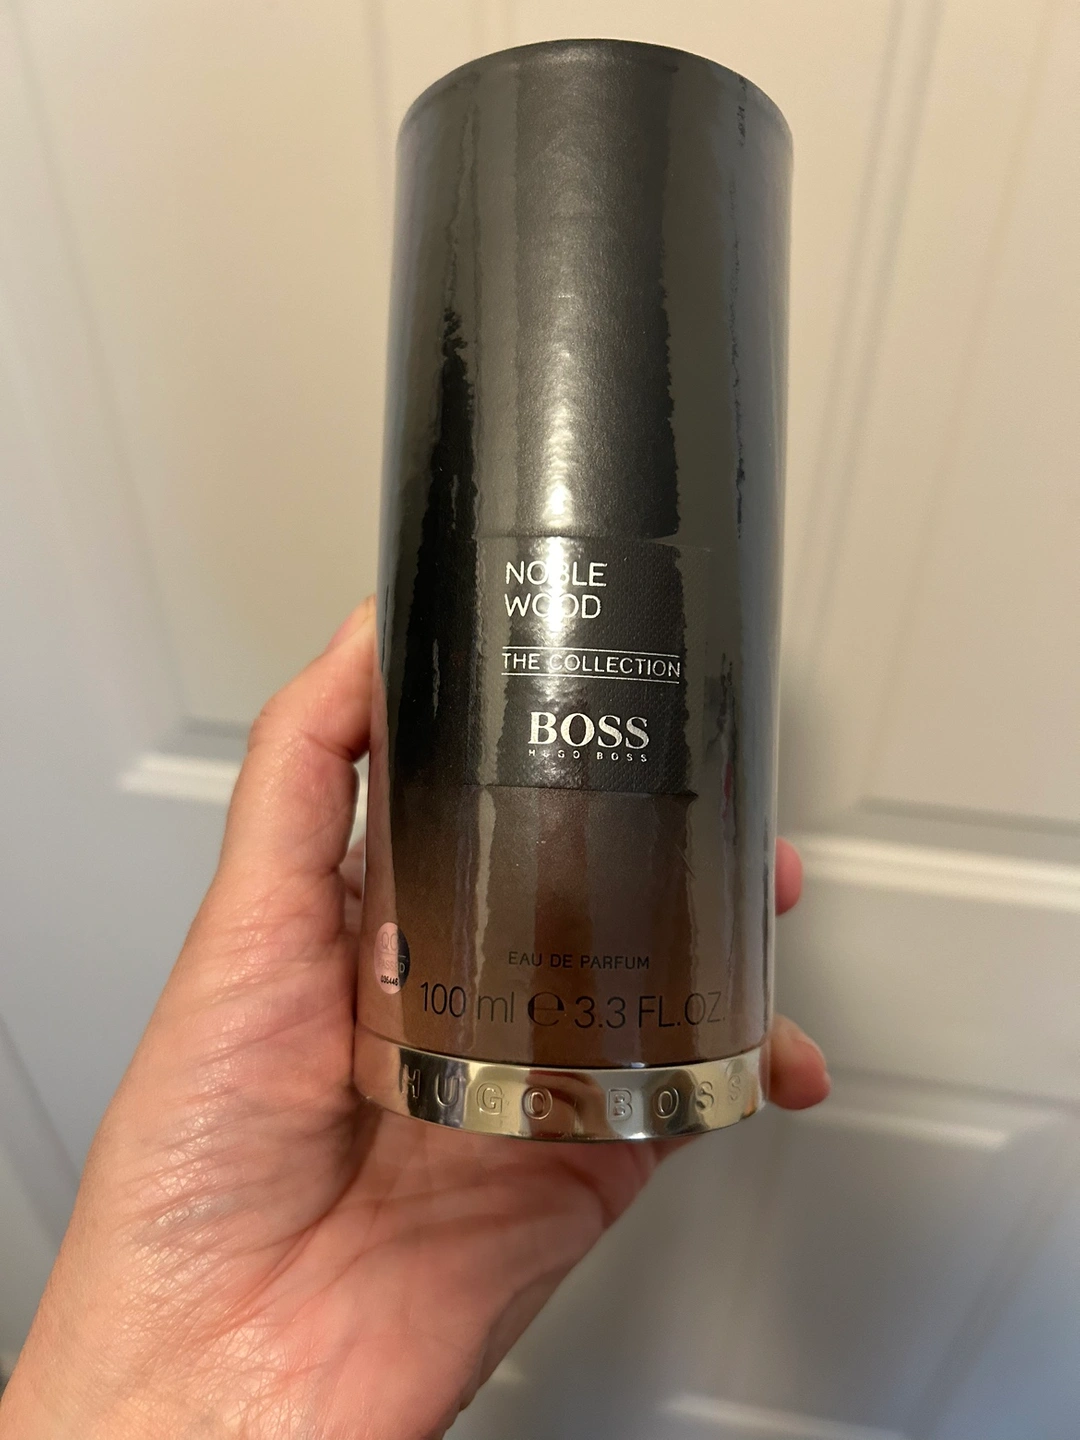 NOBLE
WOOD
THE COLLECTION
BOSS
HUGO BOSS
EAU DE PARFUM
100 ml ℮ 3.3 FL.OZ.
HUGO BOSS